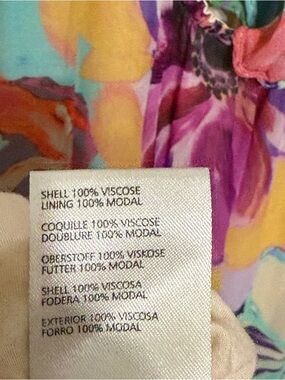 SHELL 100% VISCOSE
LINING 100% MODAL
COQUILLE 100% VISCOSE
DOUBLURE 100% MODAL
OBERSTOFF 100% VISKOSE
FUTTER 100% MODAL
SHELL 100% VISCOSA
FODERA 100% MODAL
EXTERIOR 100% VISCOSA
FORRO 100% MODAL